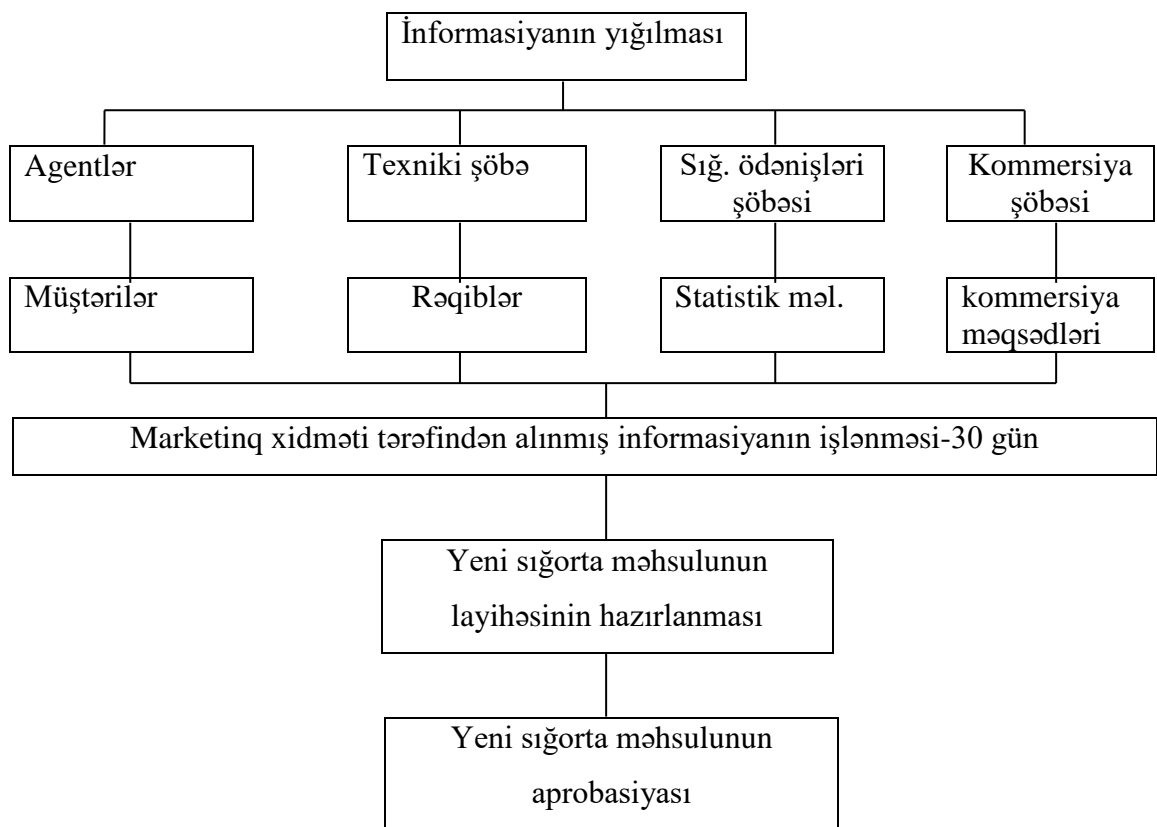 İnformasiyanın yığılması
Agentlər
Texniki şöbə
Sığ. ödənişləri
şöbəsi
Kommersiya
şöbəsi
Müştərilər
Rəqiblər
Statistik məl.
kommersiya
məqsədləri
Marketinq xidməti tərəfindən alınmış informasiyanın işlənməsi-30 gün
Yeni sığorta məhsulunun
layihəsinin hazırlanması
Yeni sığorta məhsulunun
aprobasiyası